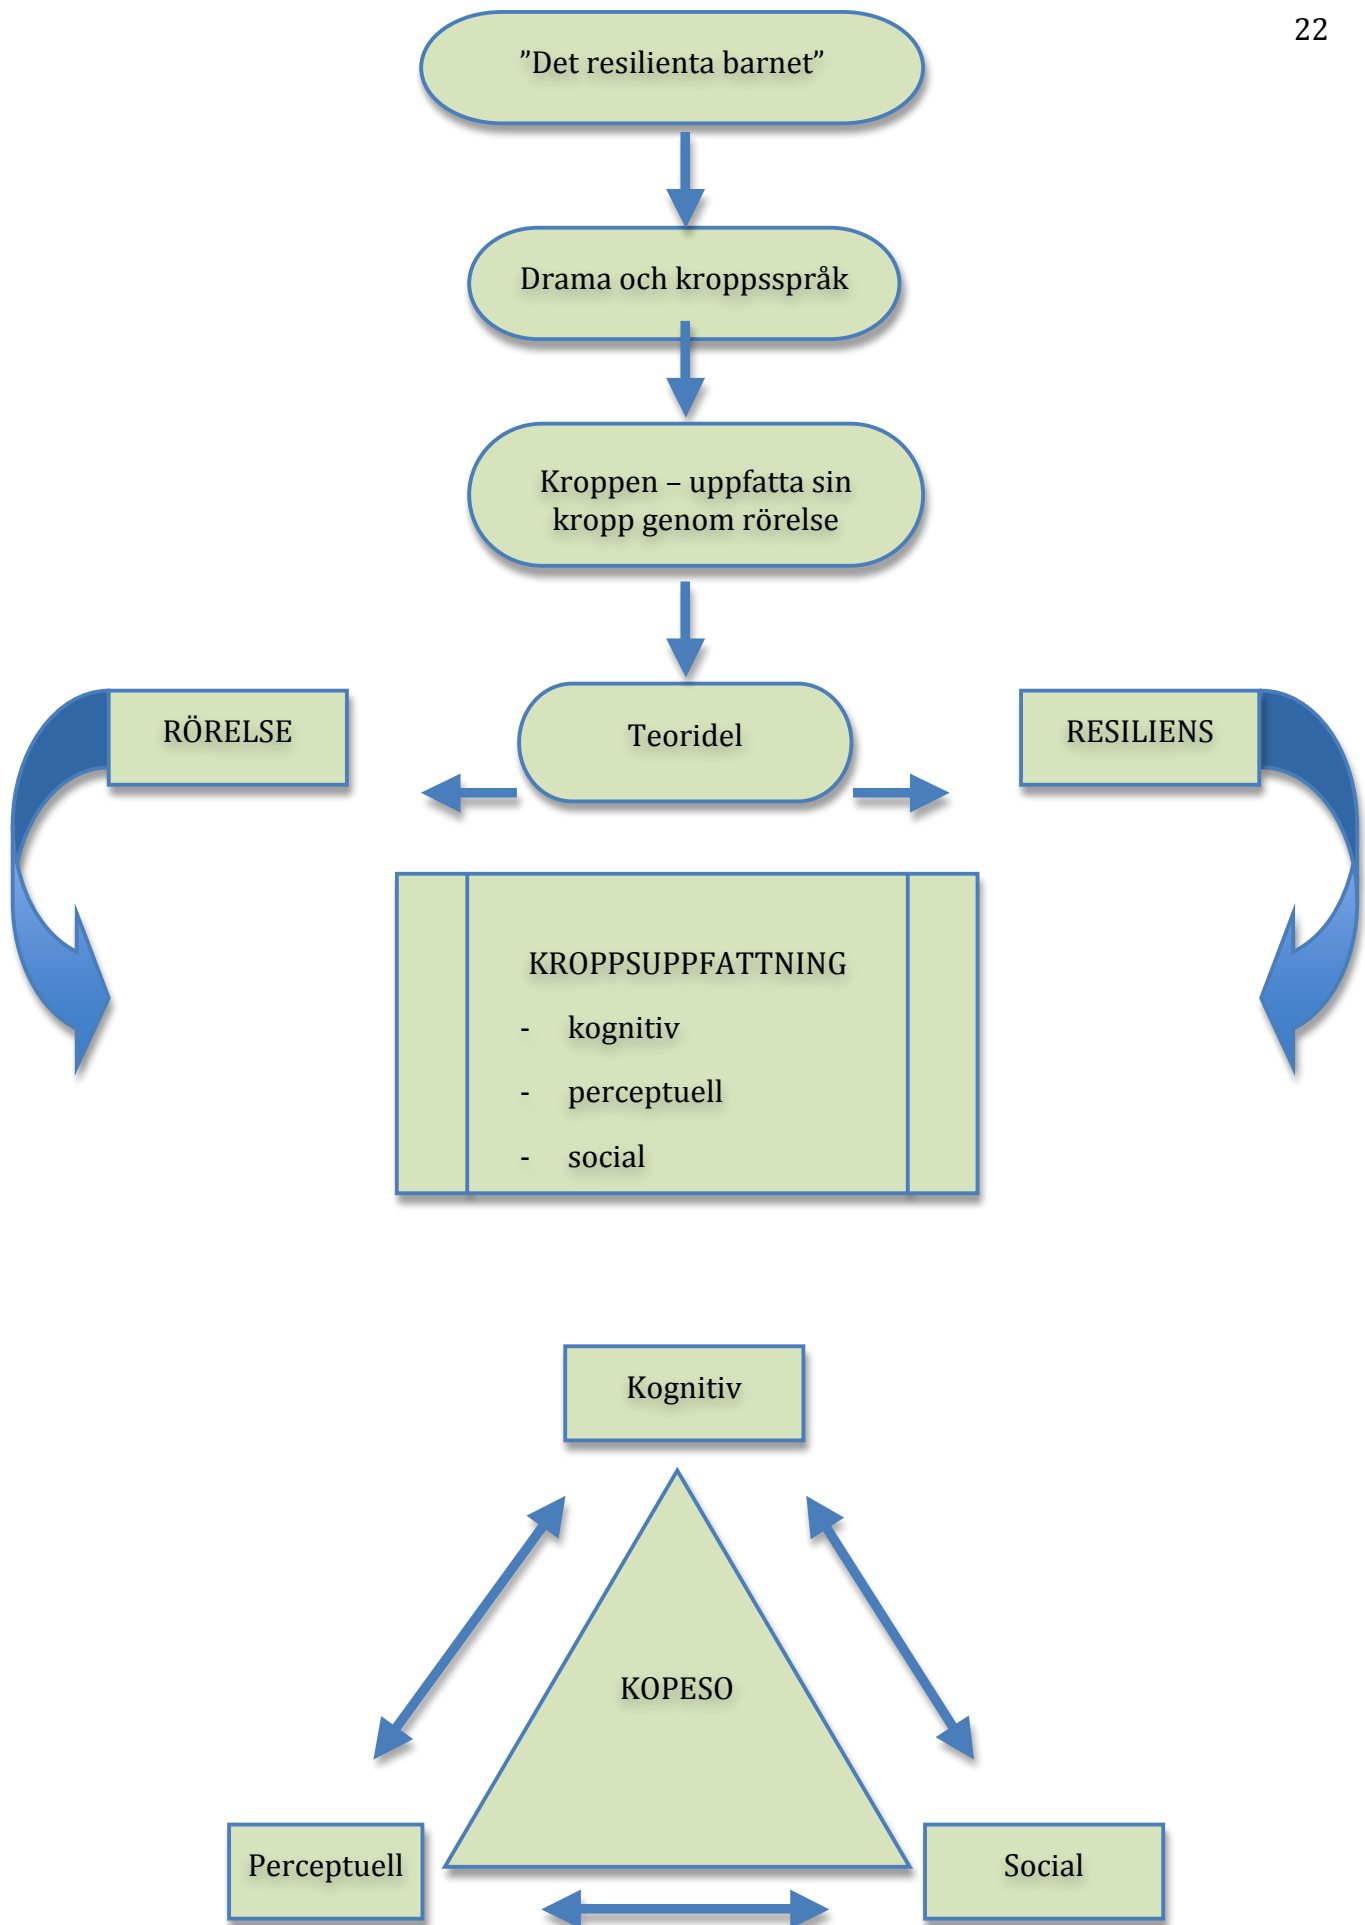 22
”Det resilienta barnet”
Drama och kroppsspråk
Kroppen – uppfatta sin
kropp genom rörelse
RÖRELSE
Teoridel
RESILIENS
KROPPSUPPFATTNING
- kognitiv
- perceptuell
- social
Kognitiv
KOPESO
Perceptuell
Social